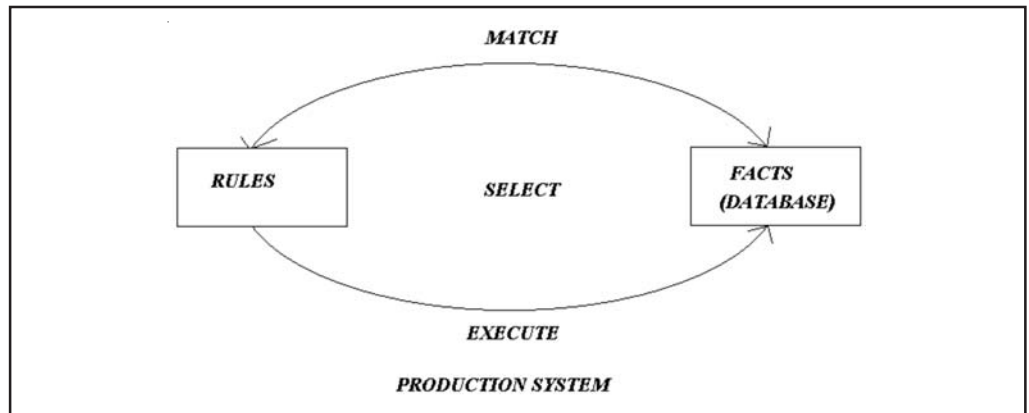 MATCH
RULES
SELECT
FACTS
(DATABASE)
EXECUTE
PRODUCTION SYSTEM